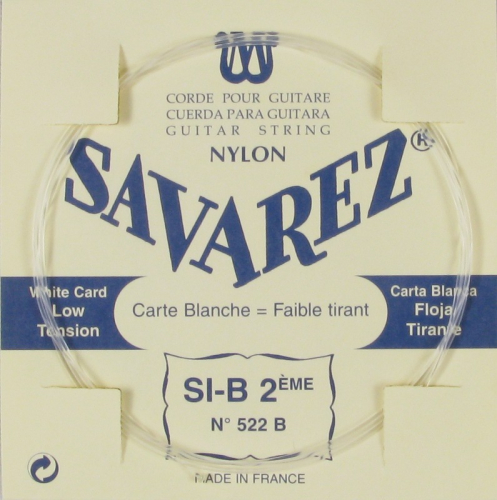 CORDE POUR GUITARE
CUERDA PARA GUITARA
GUITAR STRING
NYLON
SAVAREZ®
White Card
Low
Tension
Carte Blanche = Faible tirant
Carta Blanca
Floja
Tirante
SI-B 2ÈME
N° 522 B
MADE IN FRANCE